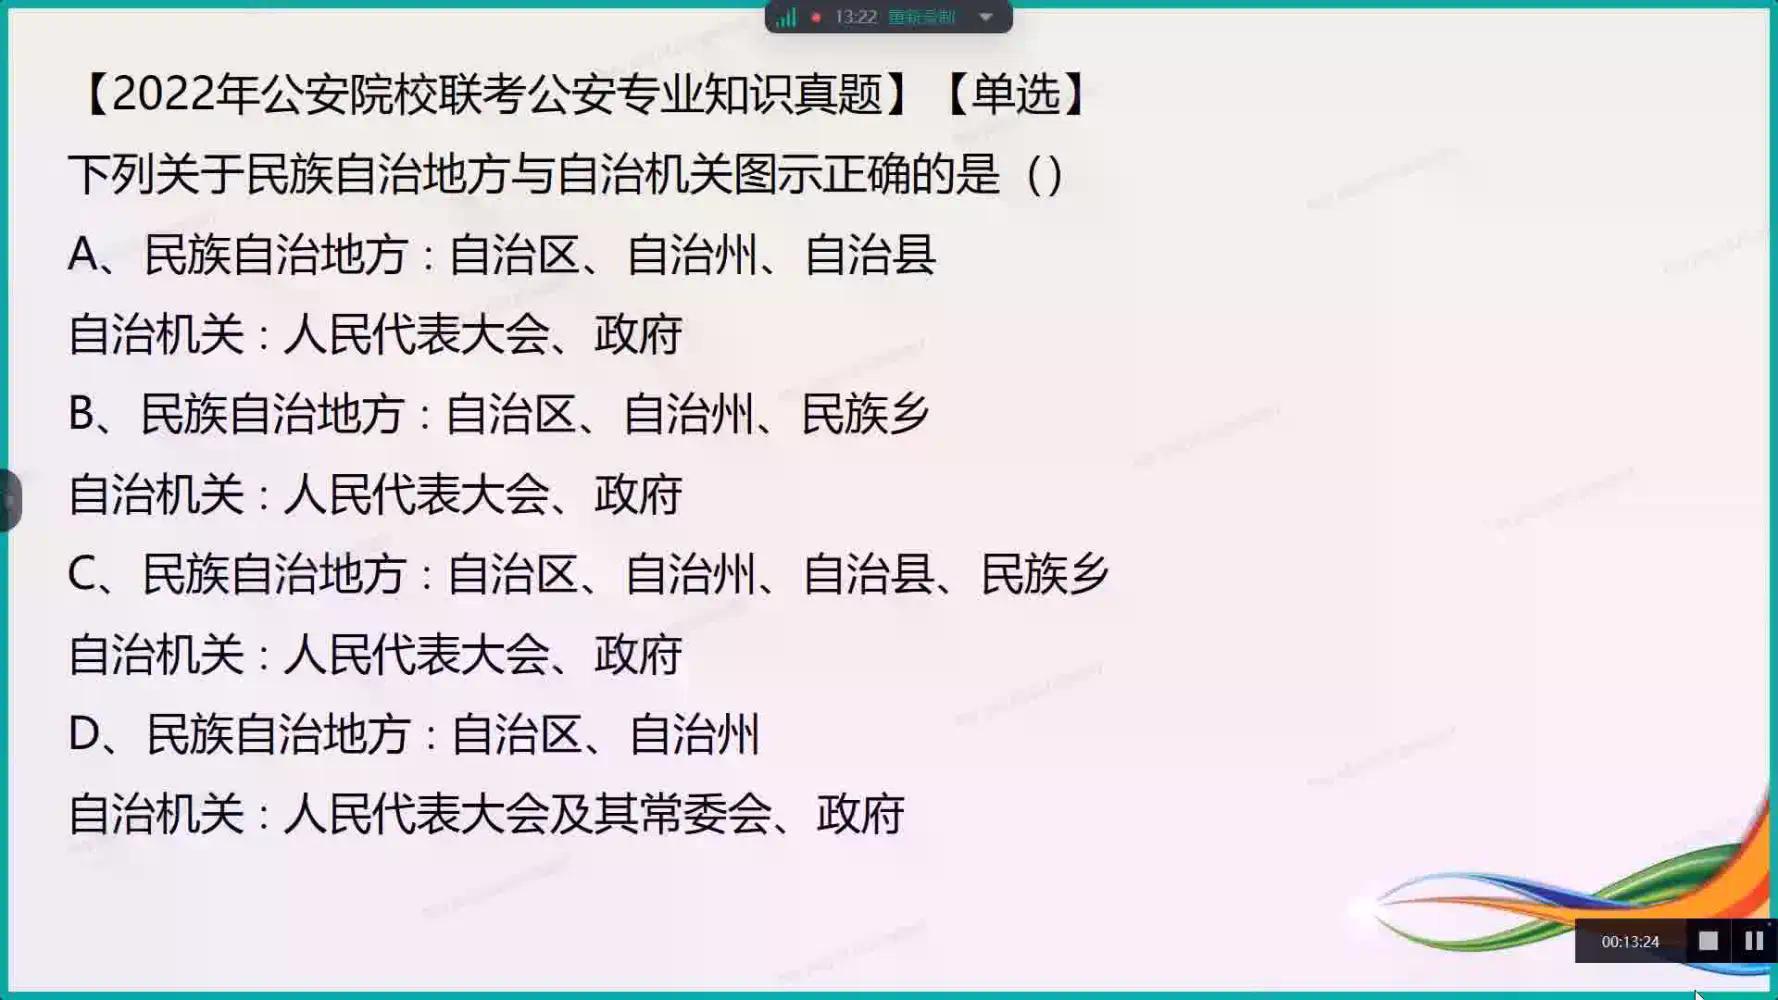 13:22 重新录制
【2022年公安院校联考公安专业知识真题】【单选】
下列关于民族自治地方与自治机关图示正确的是（）
A、民族自治地方：自治区、自治州、自治县
自治机关：人民代表大会、政府
B、民族自治地方：自治区、自治州、民族乡
自治机关：人民代表大会、政府
C、民族自治地方：自治区、自治州、自治县、民族乡
自治机关：人民代表大会、政府
D、民族自治地方：自治区、自治州
自治机关：人民代表大会及其常委会、政府
00:13:24